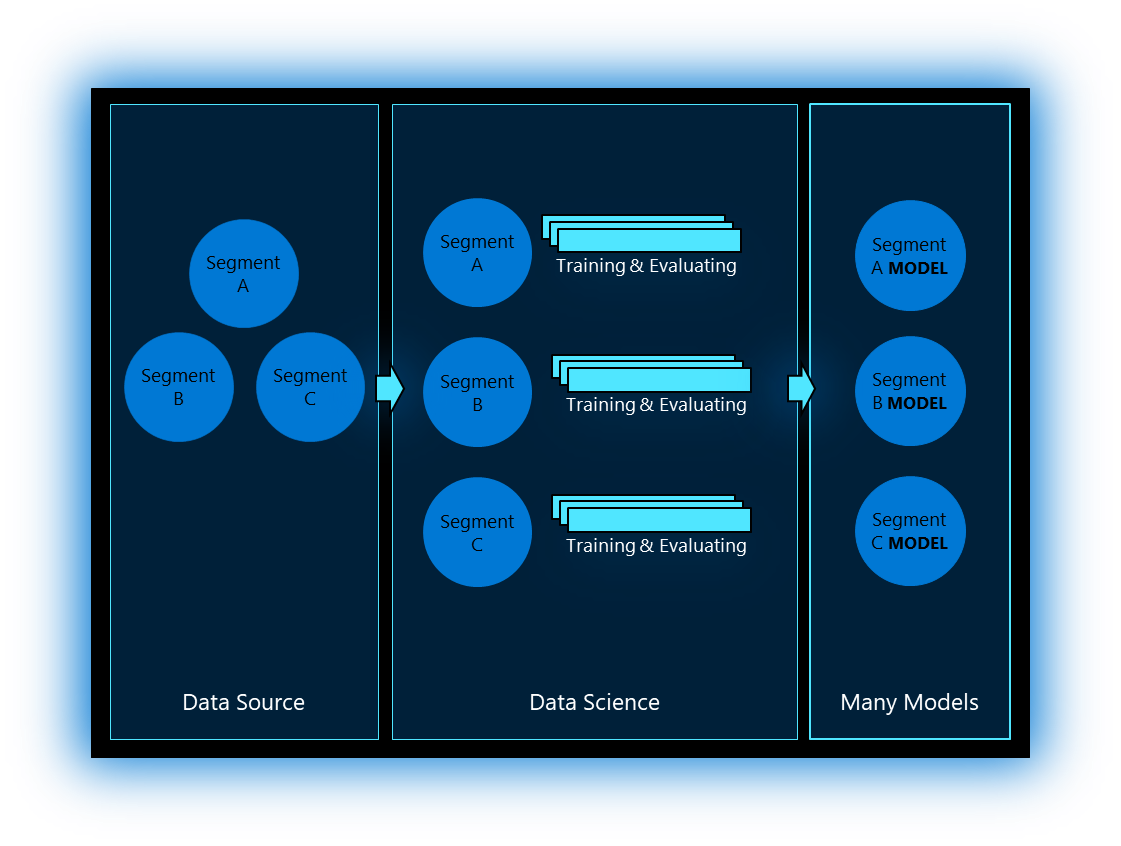 Segment
A
Segment
B
Segment
C
Data Source
Segment
A
Training & Evaluating
Segment
B
Training & Evaluating
Segment
C
Training & Evaluating
Data Science
Segment
A MODEL
Segment
B MODEL
Segment
C MODEL
Many Models